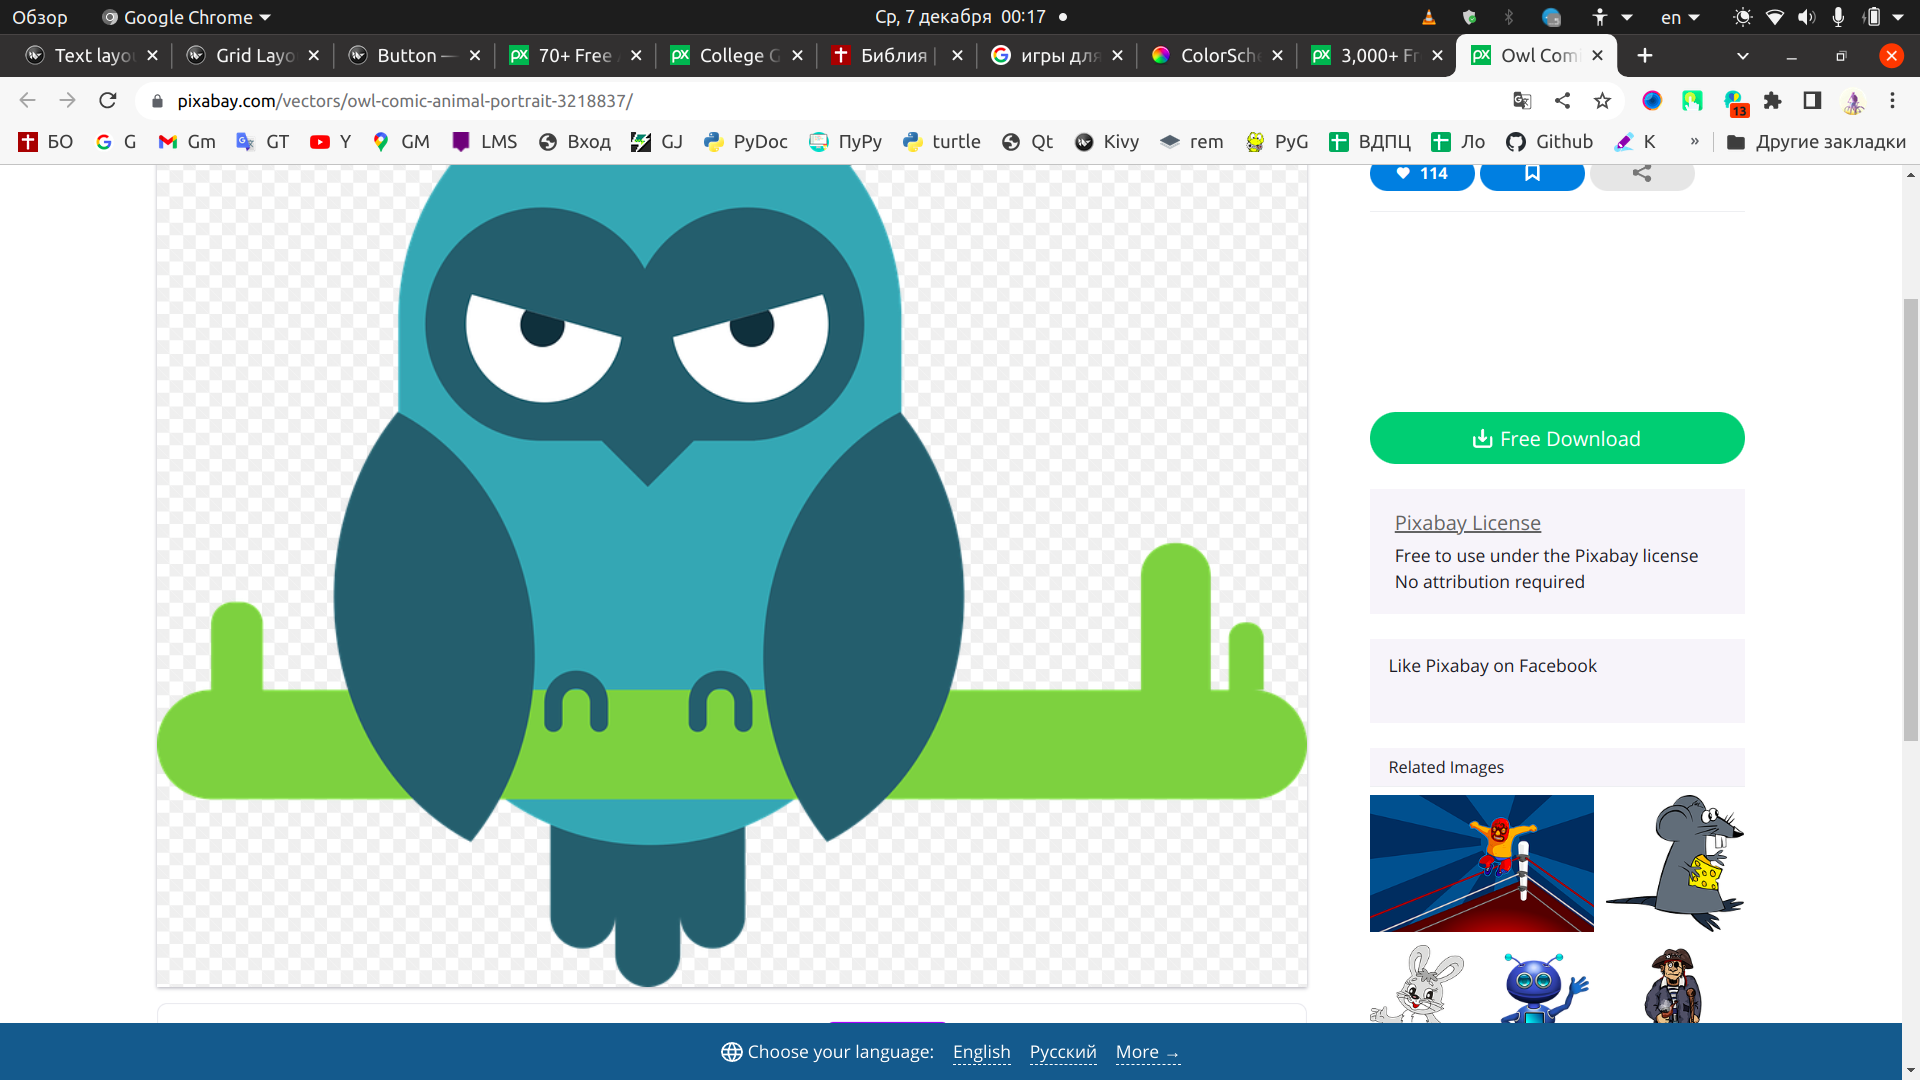 Обзор
Google Chrome
Ср, 7 декабря 00:17
en
Text layou
Grid Layo
Button —
70+ Free
College G
Библия |
игры для
ColorSche
3,000+ Fr
Owl Comi
pixabay.com/vectors/owl-comic-animal-portrait-3218837/
13
БО
G
Gm
GT
Y
GM
LMS
Вход
GJ
PyDoc
ПуРу
turtle
Qt
Kivy
rem
PyG
ВДПЦ
Ло
Github
К
»
Другие закладки
114
Free Download
Pixabay License
Free to use under the Pixabay license
No attribution required
Like Pixabay on Facebook
Related Images
Choose your language: English Русский More →